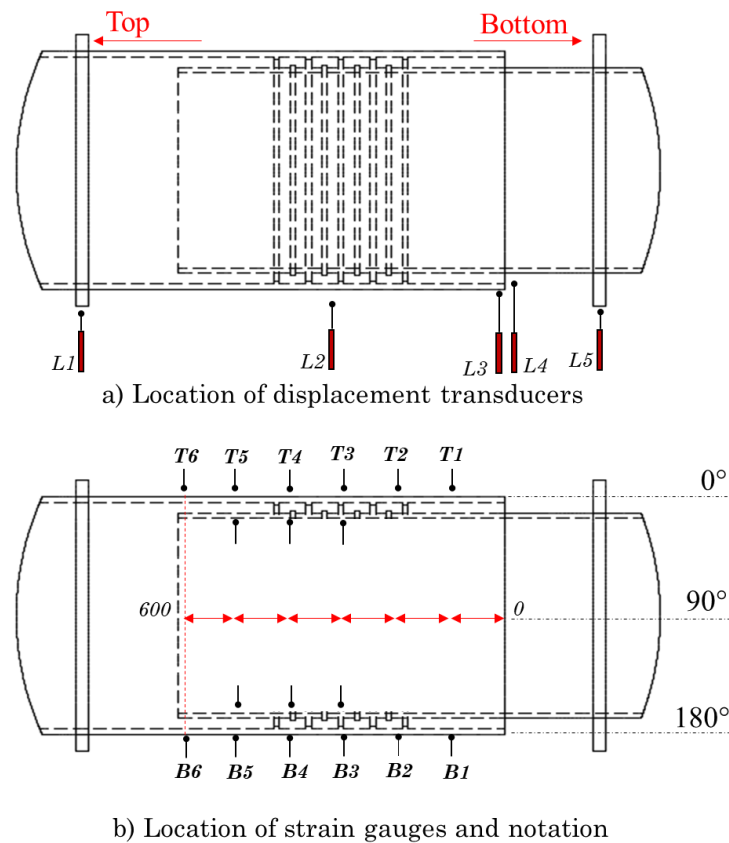 Top Bottom
L1 L2 L3 L4 L5
a) Location of displacement transducers
T6 T5 T4 T3 T2 T1
0°
600 0 90°
180°
B6 B5 B4 B3 B2 B1
b) Location of strain gauges and notation